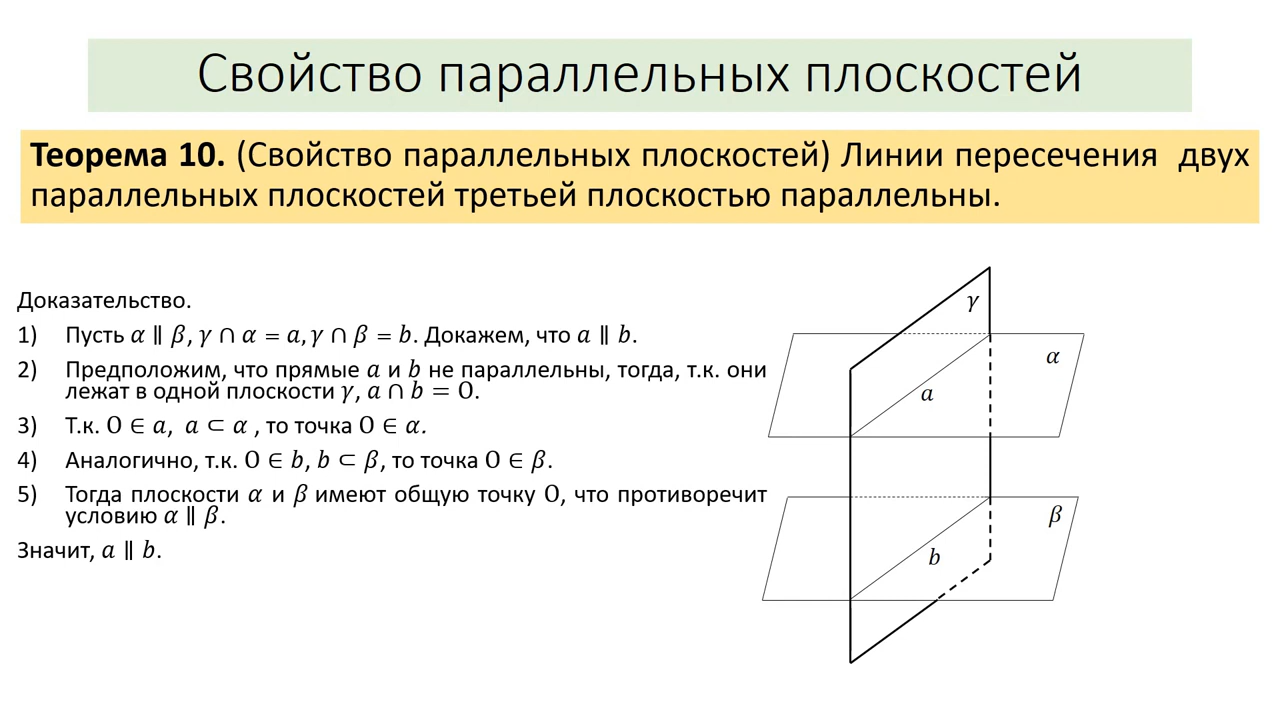 Свойство параллельных плоскостей
Теорема 10. (Свойство параллельных плоскостей) Линии пересечения двух
параллельных плоскостей третьей плоскостью параллельны.
Доказательство.
1) Пусть α ∥ β, γ ∩ α = a, γ ∩ β = b. Докажем, что a ∥ b.
2) Предположим, что прямые a и b не параллельны, тогда, т.к. они
лежат в одной плоскости γ, a ∩ b = O.
3) Т.к. O ∈ a, a ⊂ α , то точка O ∈ α.
4) Аналогично, т.к. O ∈ b, b ⊂ β, то точка O ∈ β.
5) Тогда плоскости α и β имеют общую точку O, что противоречит
условию α ∥ β.
Значит, a ∥ b.
γ
α
a
β
b